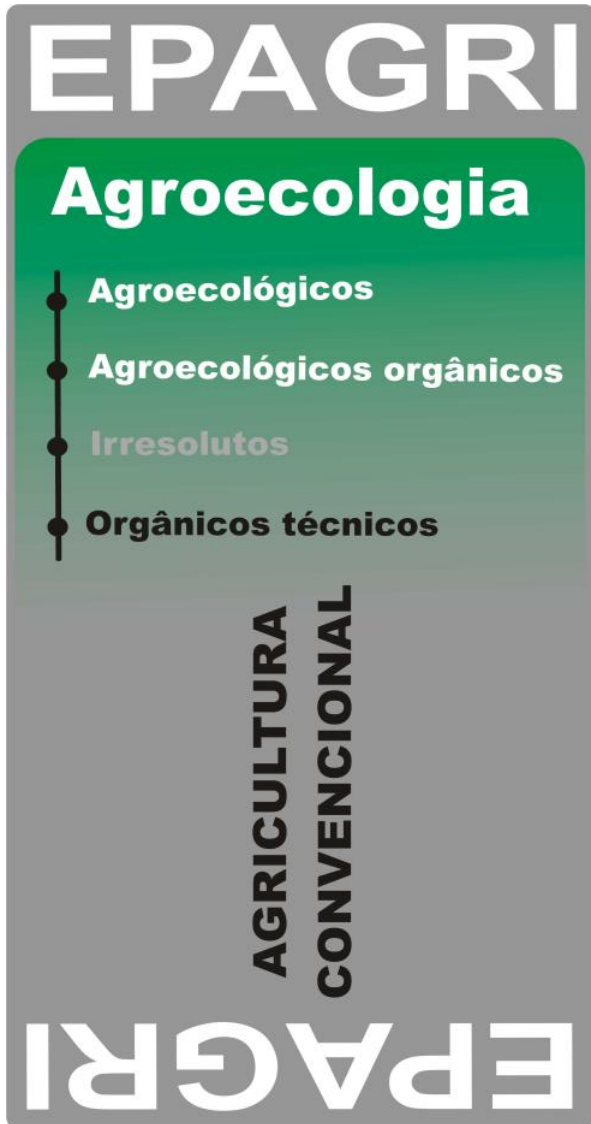 EPAGRI
Agroecologia
Agroecológicos
Agroecológicos orgânicos
Irresolutos
Orgânicos técnicos
AGRICULTURA
CONVENCIONAL
EPAGRI